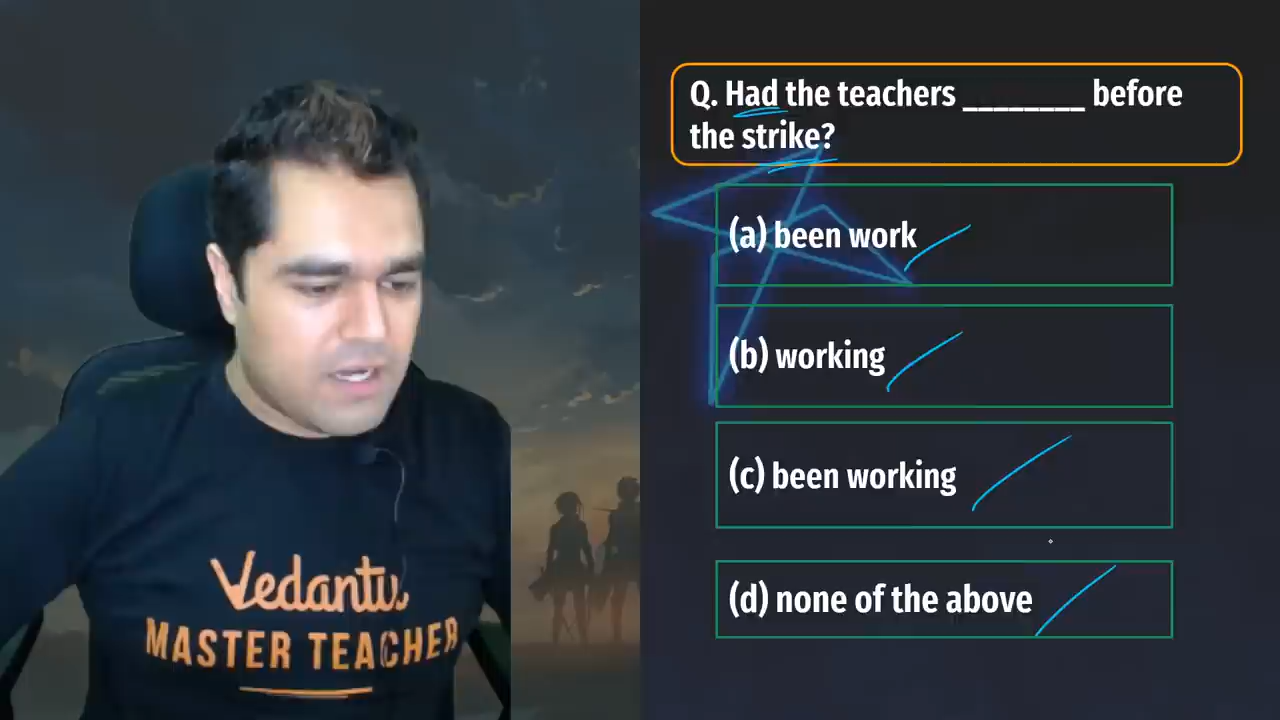 Q. Had the teachers ________ before
the strike?
(a) been work
(b) working
(c) been working
(d) none of the above
Vedantu
MASTER TEACHER